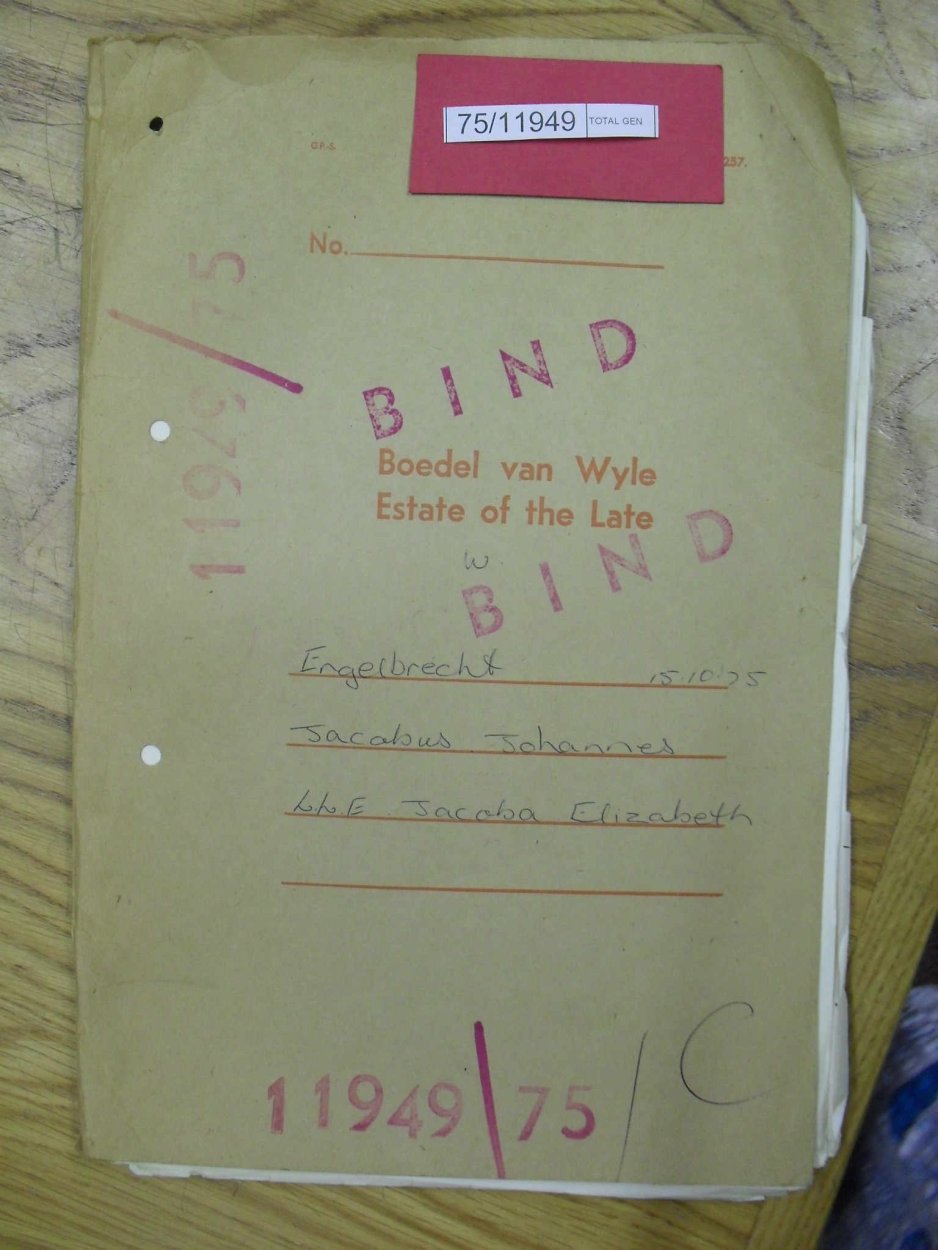 75/11949 TOTAL GEN
G.P.-S. 257.
No.
11949/75
BIND
Boedel van Wyle
Estate of the Late
W
BIND
Engelbrecht 15.10.75
Jacobus Johannes
Jacoba Elizabeth
11949/75/C